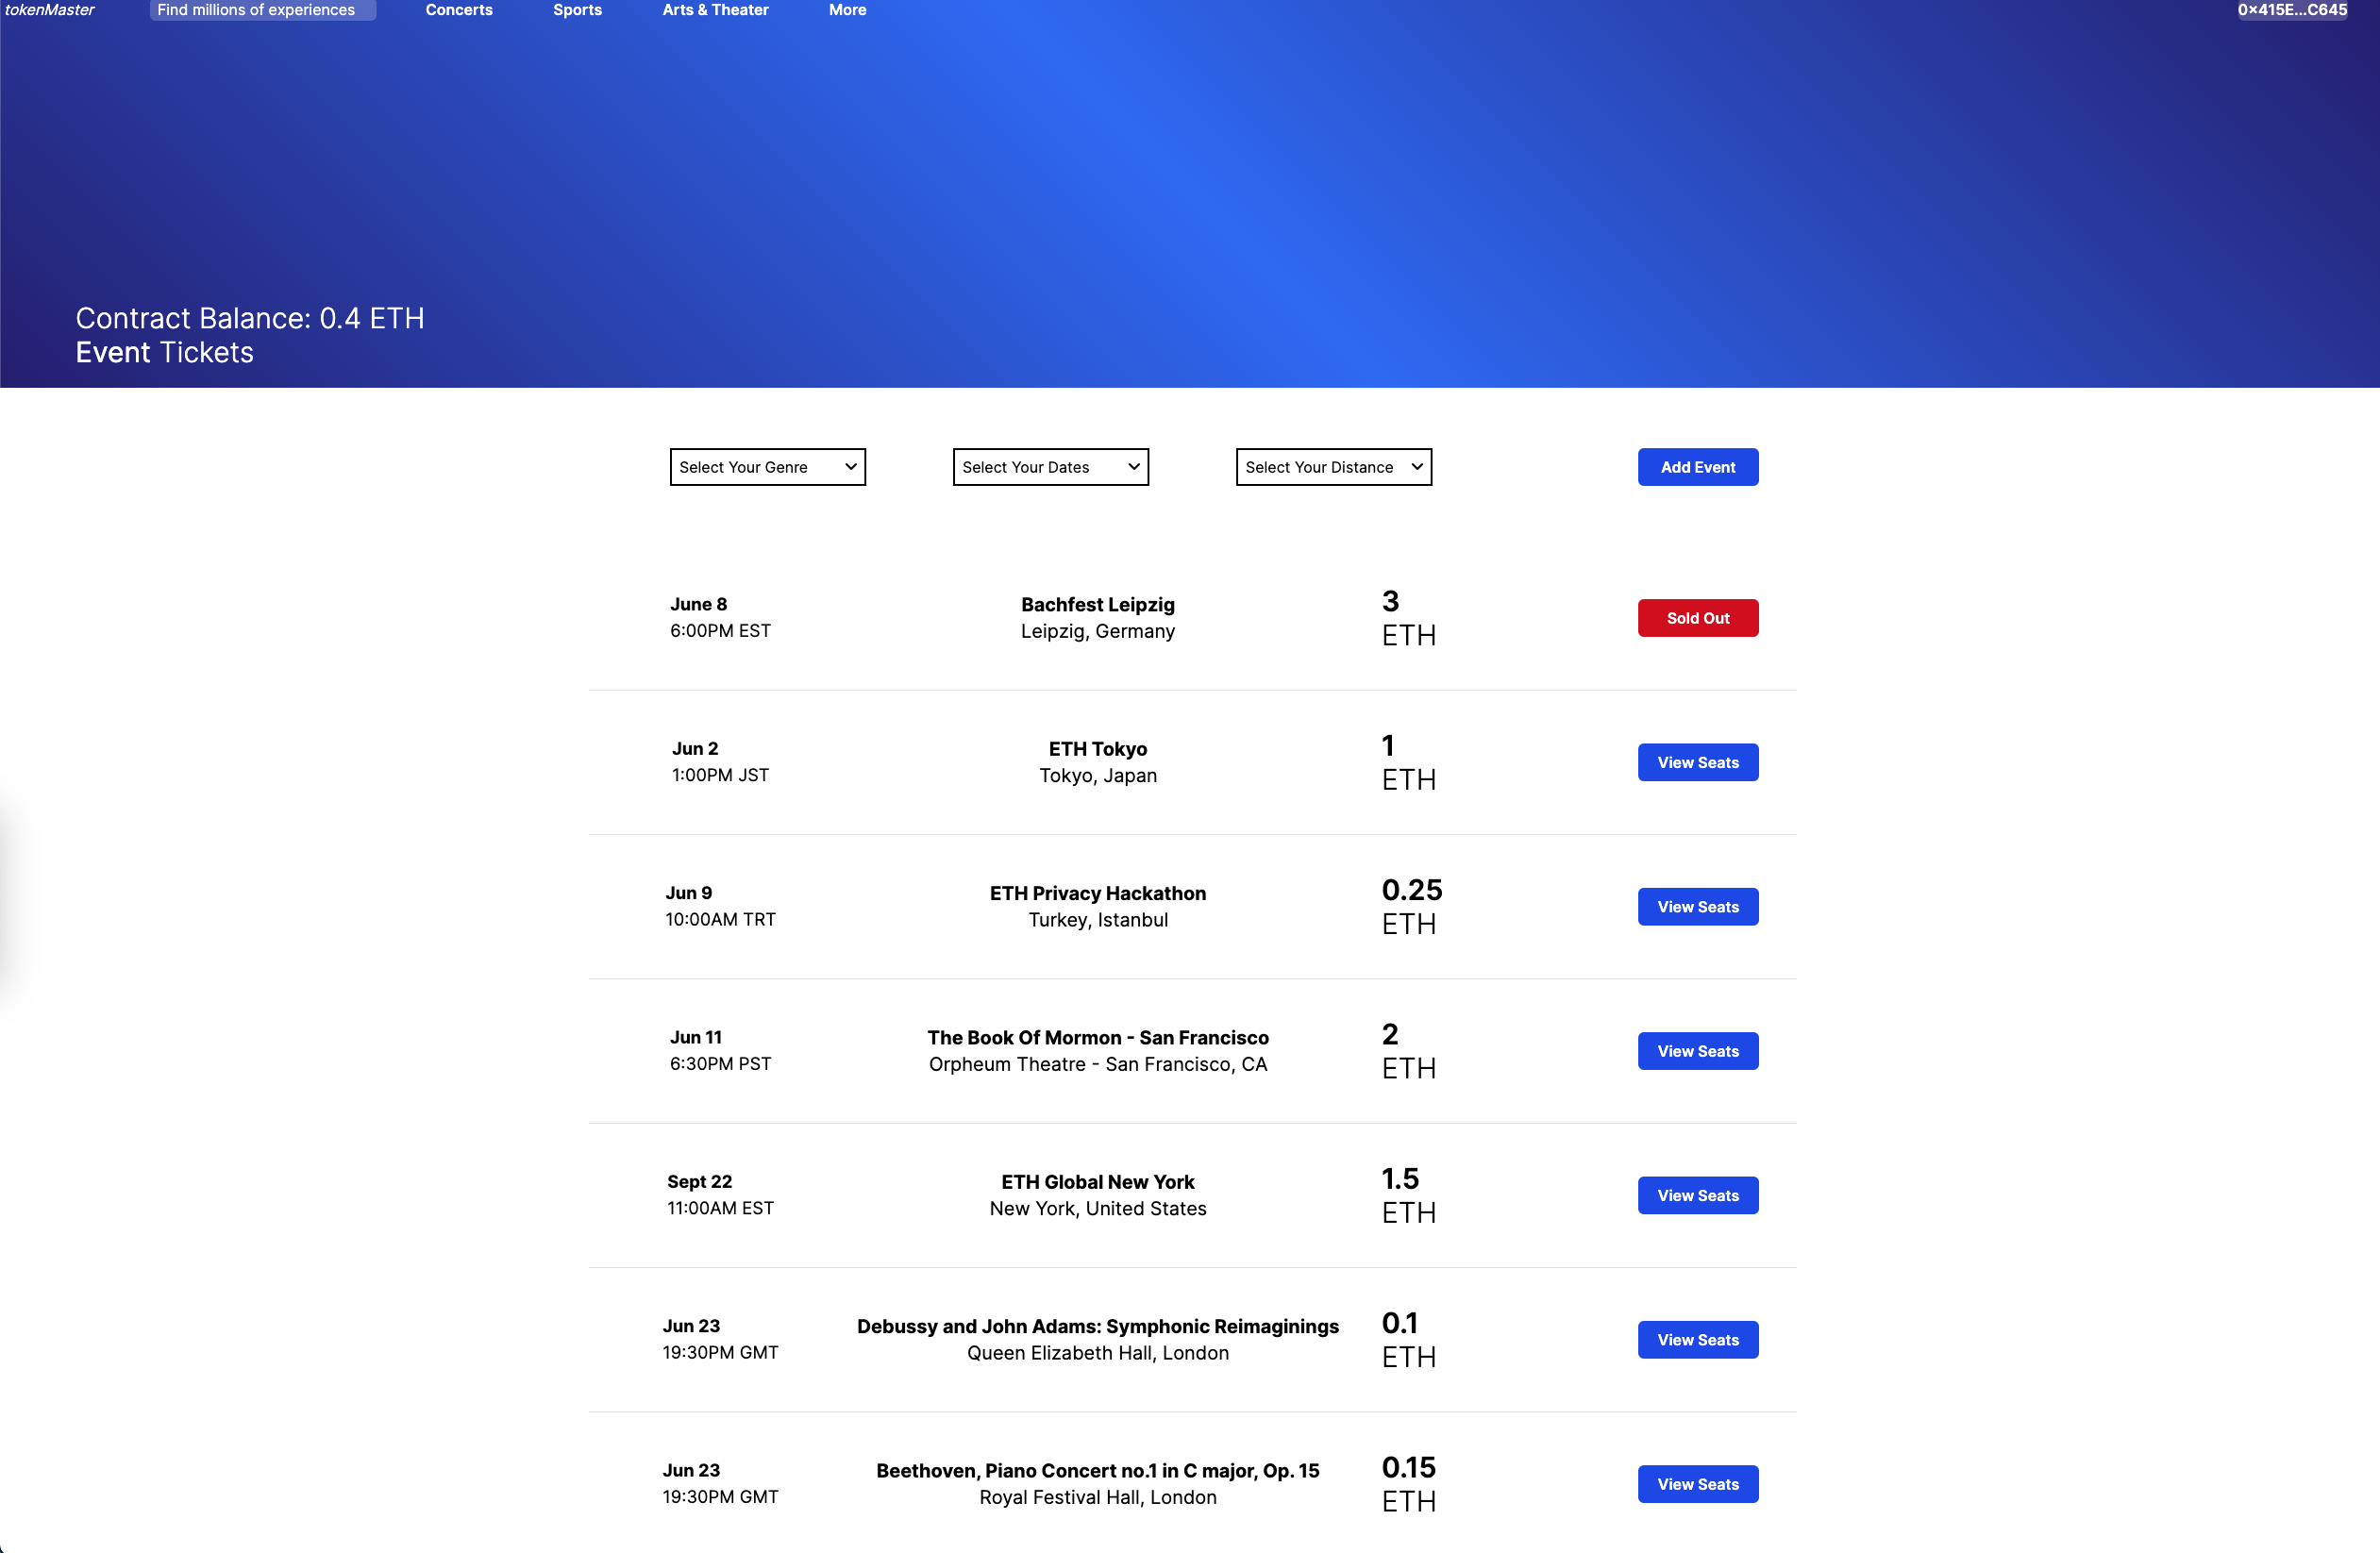 tokenMaster
Find millions of experiences
Concerts
Sports
Arts & Theater
More
0x415E...C645
Contract Balance: 0.4 ETH
Event Tickets
Select Your Genre
Select Your Dates
Select Your Distance
Add Event
June 8
6:00PM EST
Bachfest Leipzig
Leipzig, Germany
3
ETH
Sold Out
Jun 2
1:00PM JST
ETH Tokyo
Tokyo, Japan
1
ETH
View Seats
Jun 9
10:00AM TRT
ETH Privacy Hackathon
Turkey, Istanbul
0.25
ETH
View Seats
Jun 11
6:30PM PST
The Book Of Mormon - San Francisco
Orpheum Theatre - San Francisco, CA
2
ETH
View Seats
Sept 22
11:00AM EST
ETH Global New York
New York, United States
1.5
ETH
View Seats
Jun 23
19:30PM GMT
Debussy and John Adams: Symphonic Reimaginings
Queen Elizabeth Hall, London
0.1
ETH
View Seats
Jun 23
19:30PM GMT
Beethoven, Piano Concert no.1 in C major, Op. 15
Royal Festival Hall, London
0.15
ETH
View Seats